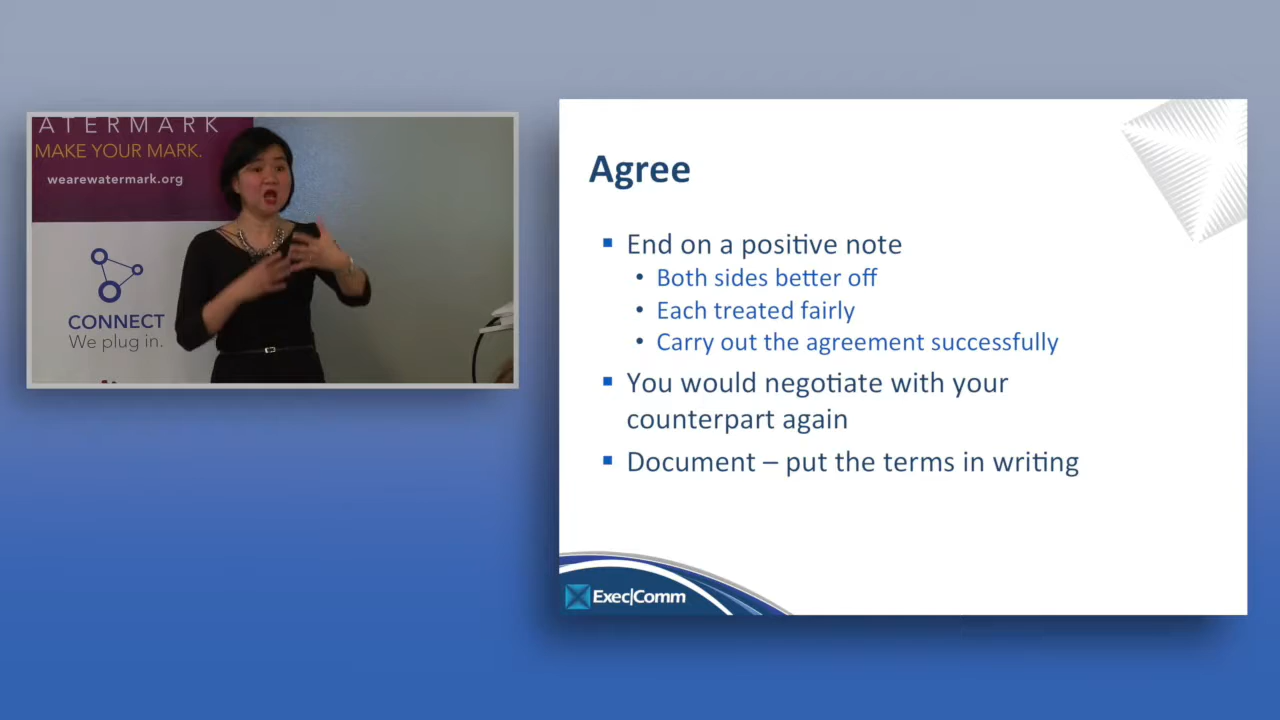 ATERMARK
MAKE YOUR MARK.
wearewatermark.org
CONNECT
We plug in.
Agree
▪ End on a positive note
• Both sides better off
• Each treated fairly
• Carry out the agreement successfully
▪ You would negotiate with your
counterpart again
▪ Document – put the terms in writing
Exec|Comm